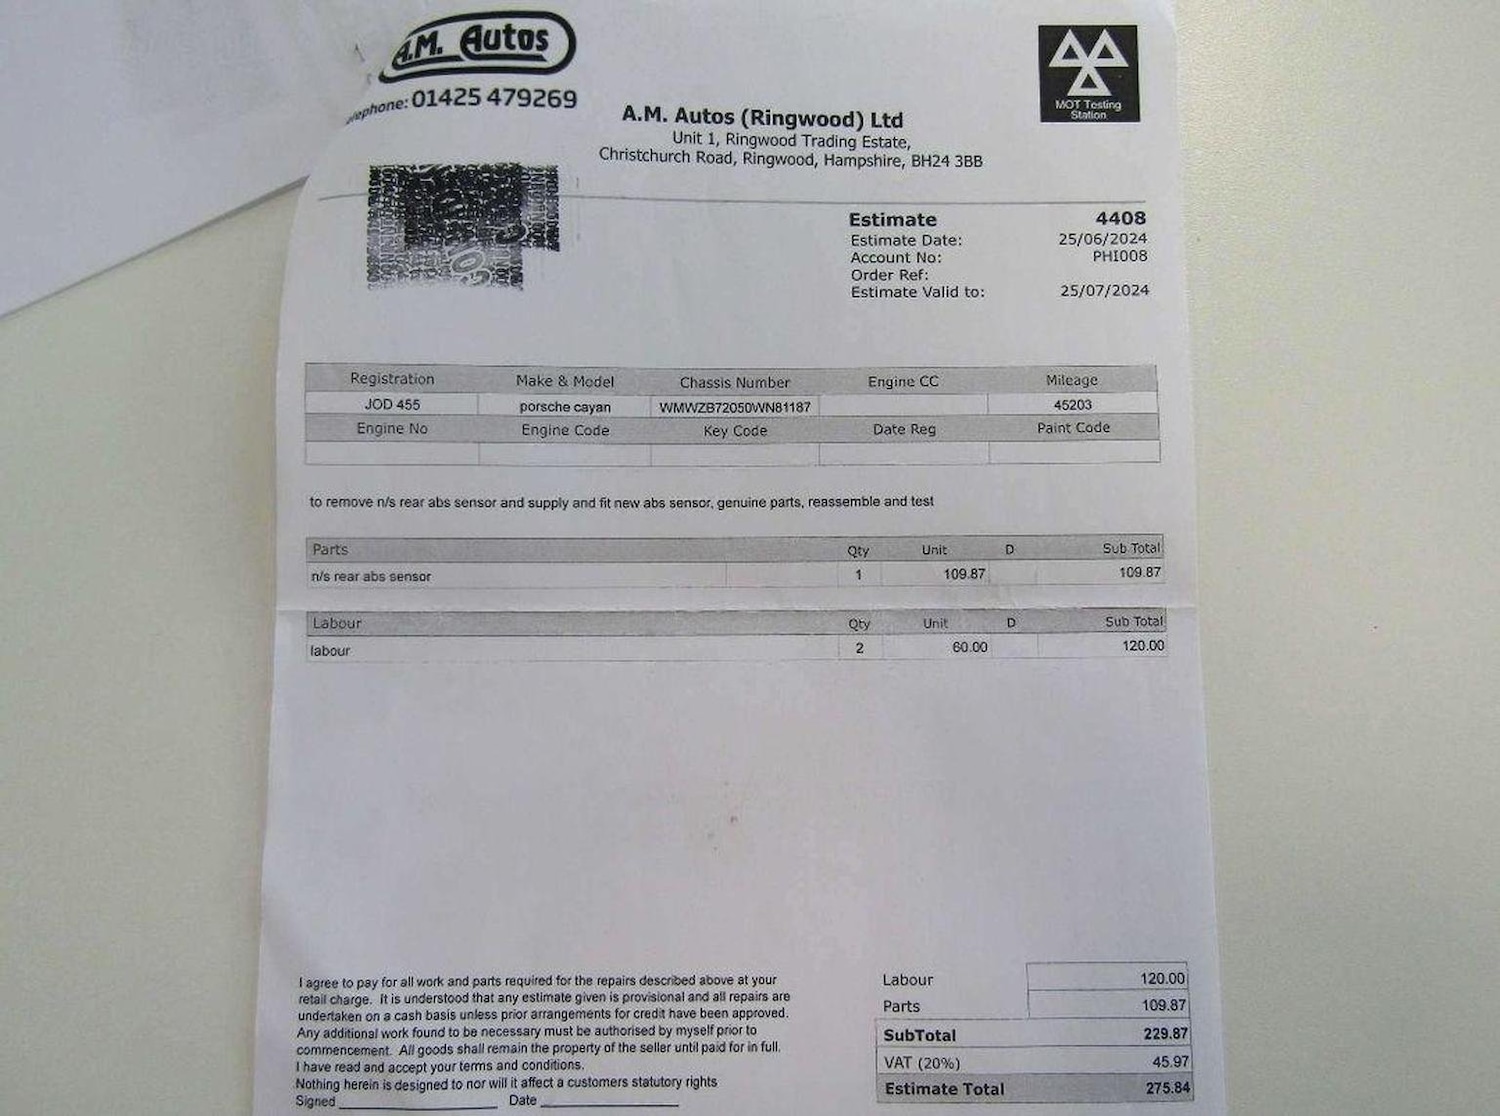 A.M. Autos
Telephone: 01425 479269
A.M. Autos (Ringwood) Ltd
Unit 1, Ringwood Trading Estate,
Christchurch Road, Ringwood, Hampshire, BH24 3BB
MOT Testing
Station
Estimate 4408
Estimate Date: 25/06/2024
Account No: PHI008
Order Ref:
Estimate Valid to: 25/07/2024
Registration Make & Model Chassis Number Engine CC Mileage
JOD 455 porsche cayan WMWZB72050WN81187 45203
Engine No Engine Code Key Code Date Reg Paint Code
to remove n/s rear abs sensor and supply and fit new abs sensor, genuine parts, reassemble and test
Parts Qty Unit D Sub Total
n/s rear abs sensor 1 109.87 109.87
Labour Qty Unit D Sub Total
labour 2 60.00 120.00
I agree to pay for all work and parts required for the repairs described above at your
retail charge. It is understood that any estimate given is provisional and all repairs are
undertaken on a cash basis unless prior arrangements for credit have been approved.
Any additional work found to be necessary must be authorised by myself prior to
commencement. All goods shall remain the property of the seller until paid for in full.
I have read and accept your terms and conditions.
Nothing herein is designed to nor will it affect a customers statutory rights
Signed Date
Labour 120.00
Parts 109.87
SubTotal 229.87
VAT (20%) 45.97
Estimate Total 275.84